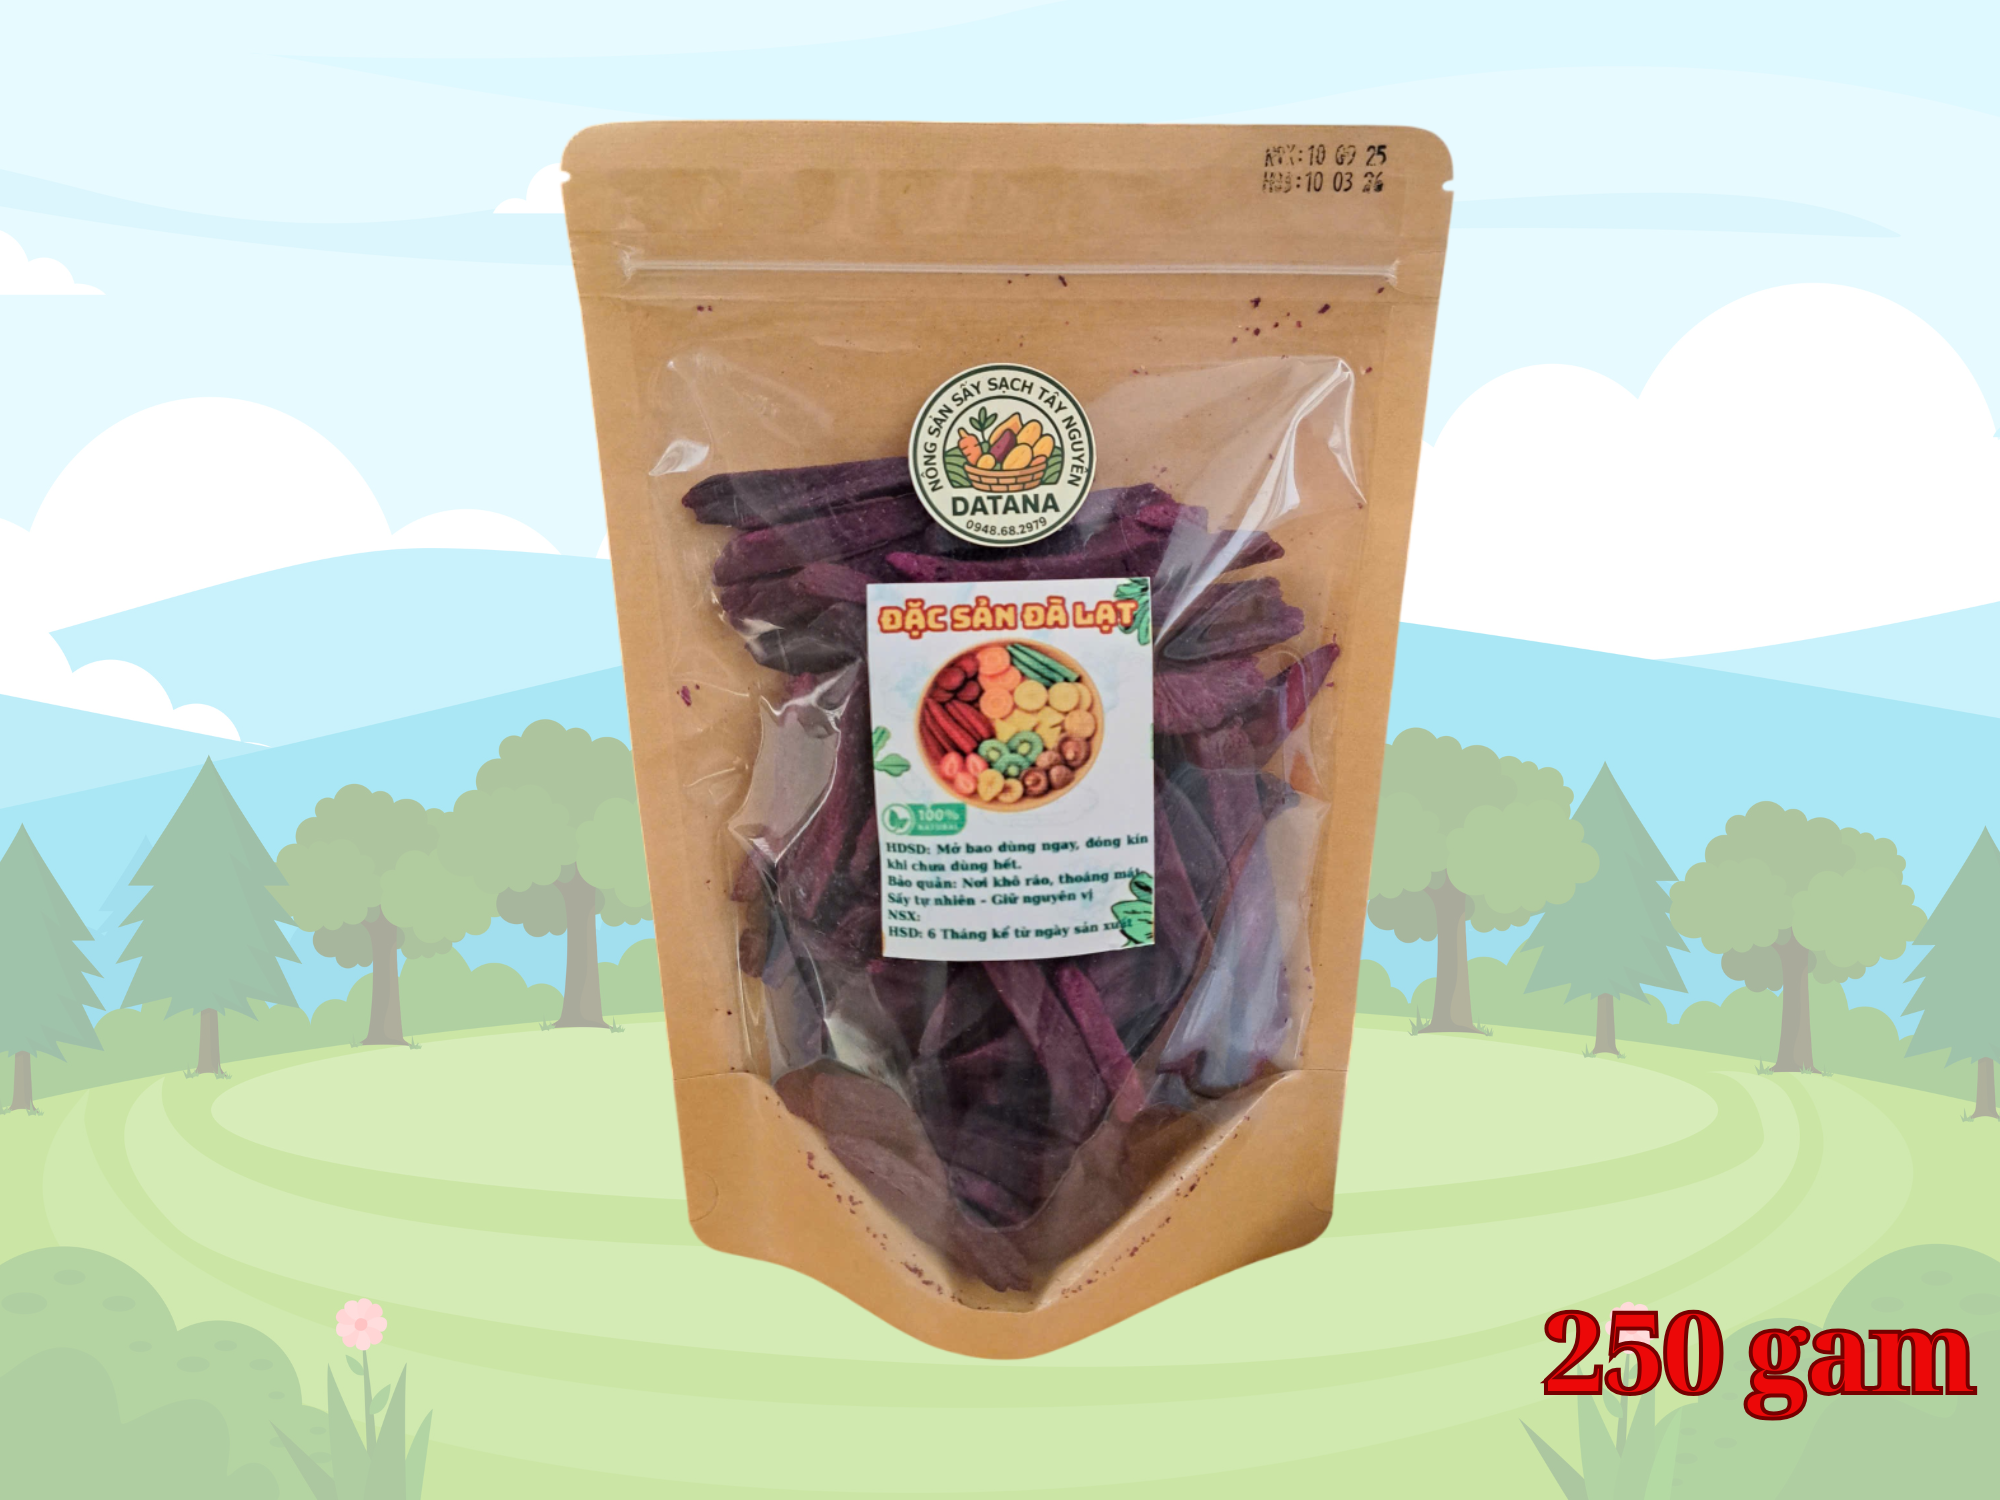 NSX: 10 09 25
HSD: 10 03 26
NÔNG SẢN SẤY SẠCH TÂY NGUYÊN
DATANA
0948.68.2979
ĐẶC SẢN ĐÀ LẠT
100%
NATURAL
HDSD: Mở bao dùng ngay, đóng kín
khi chưa dùng hết.
Bảo quản: Nơi khô ráo, thoáng mát
Sấy tự nhiên - Giữ nguyên vị
NSX:
HSD: 6 Tháng kể từ ngày sản xuất
250 gam